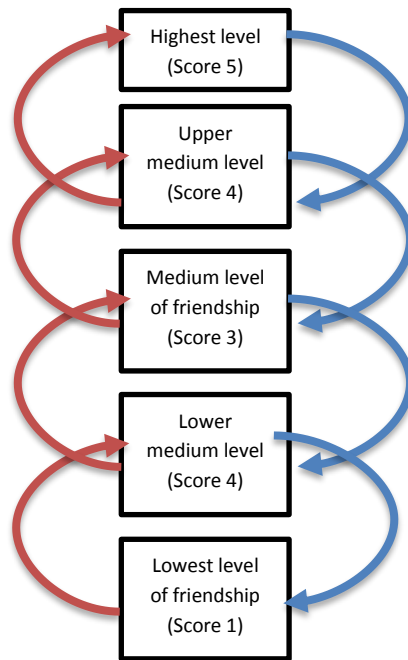 Highest level
(Score 5)
Upper
medium level
(Score 4)
Medium level
of friendship
(Score 3)
Lower
medium level
(Score 4)
Lowest level
of friendship
(Score 1)